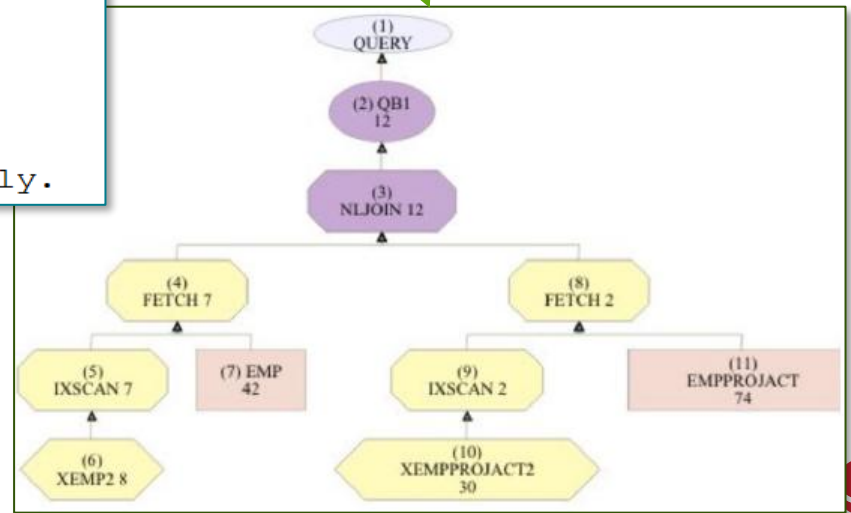 ly.
(1)
QUERY
(2) QB1
12
(3)
NLJOIN 12
(4)
FETCH 7
(8)
FETCH 2
(5)
IXSCAN 7
(7) EMP
42
(9)
IXSCAN 2
(11)
EMPPROJACT
74
(6)
XEMP2 8
(10)
XEMPPROJACT2
30